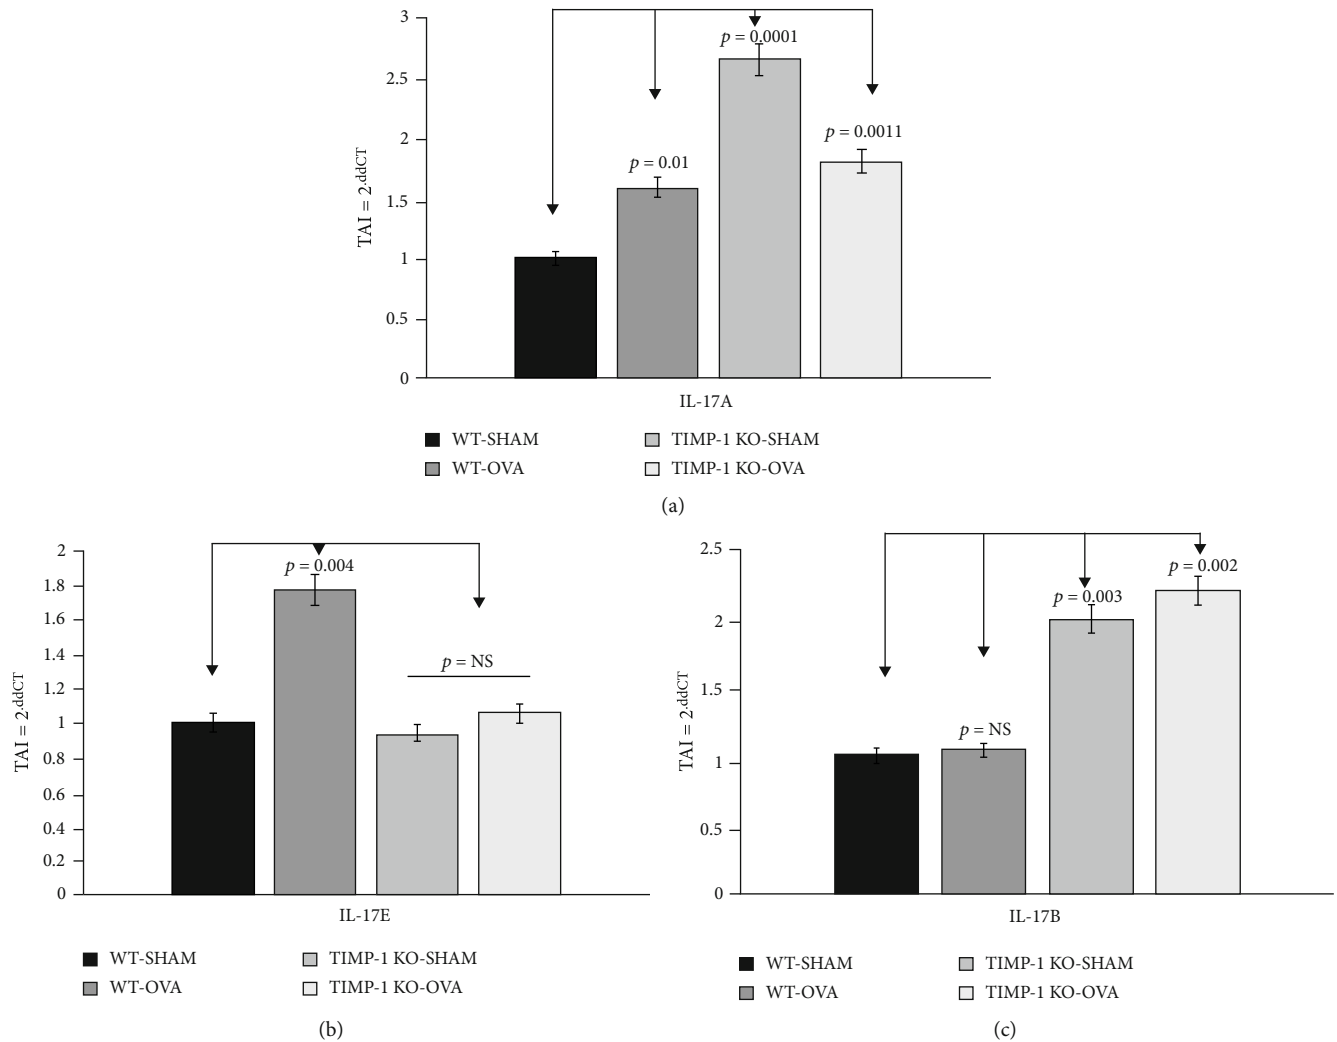 3
p = 0.0001
2.5
2
p = 0.0011
p = 0.01
1.5
1
0.5
0
TAI = 2.ddCT
IL-17A
WT-SHAM
TIMP-1 KO-SHAM
WT-OVA
TIMP-1 KO-OVA
(a)
2
p = 0.004
1.8
1.6
1.4
p = NS
1.2
1
0.8
0.6
0.4
0.2
0
TAI = 2.ddCT
IL-17E
WT-SHAM
TIMP-1 KO-SHAM
WT-OVA
TIMP-1 KO-OVA
(b)
2.5
p = 0.002
p = 0.003
2
1.5
p = NS
1
0.5
0
TAI = 2.ddCT
IL-17B
WT-SHAM
TIMP-1 KO-SHAM
WT-OVA
TIMP-1 KO-OVA
(c)